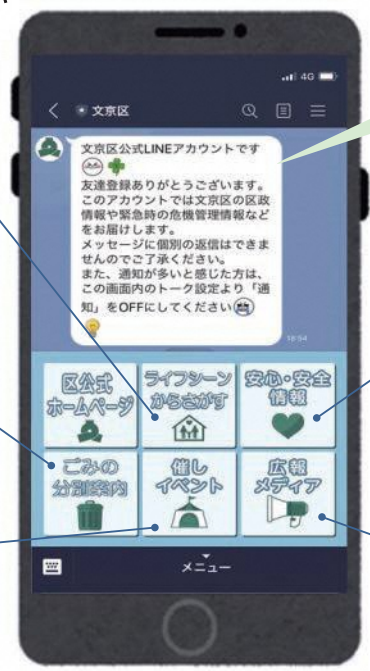 4G
文京区
文京区公式LINEアカウントです
友達登録ありがとうございます。
このアカウントでは文京区の区政
情報や緊急時の危機管理情報など
をお届けします。
メッセージに個別の返信はできま
せんのでご了承ください。
また、通知が多いと感じた方は、
この画面内のトーク設定より「通
知」をOFFにしてください
16:54
区公式
ホームページ
ライフシーン
からさがす
安心・安全
情報
ごみの
分別案内
催し
イベント
広報
メディア
メニュー